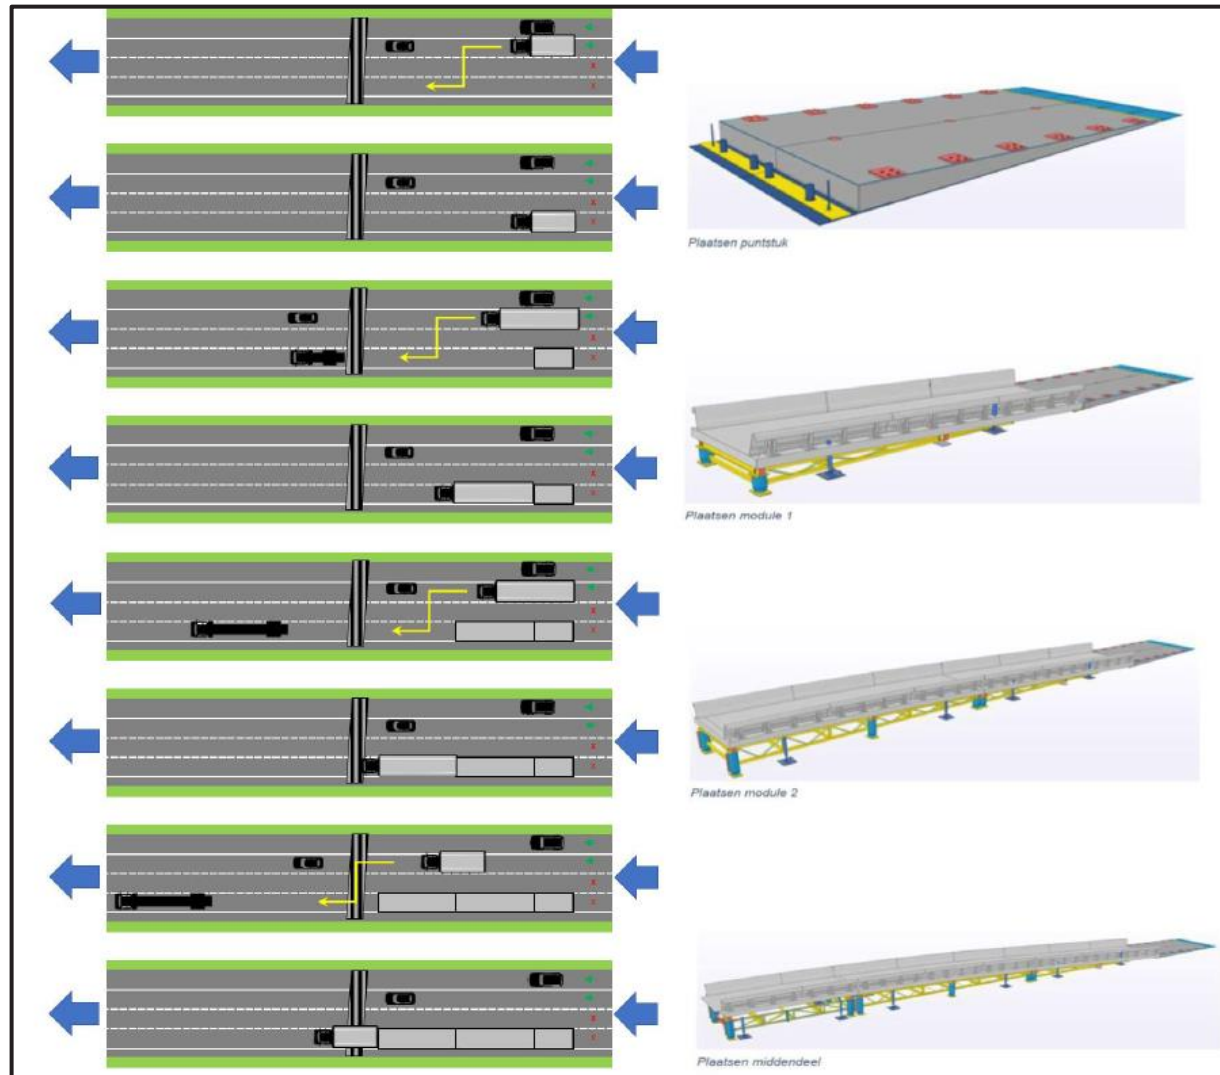 x
x
Plaatsen puntstuk
x
x
x
x
Plaatsen module 1
x
x
x
x
Plaatsen module 2
x
x
x
x
Plaatsen middendeel
x
x